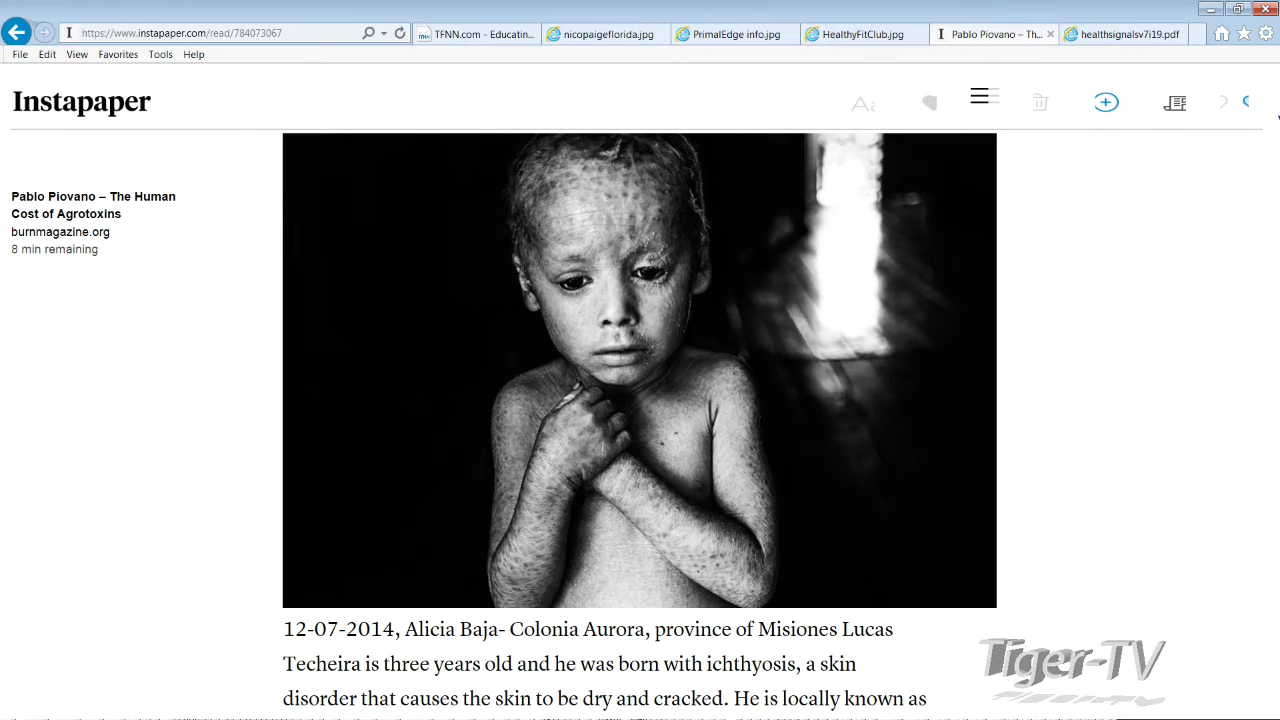 https://www.instapaper.com/read/784073067
TFNN.com - Educatin...
nicopaigeflorida.jpg
PrimalEdge info.jpg
HealthyFitClub.jpg
Pablo Piovano – Th...
healthsignalsv7i19.pdf
File Edit View Favorites Tools Help
Instapaper
Pablo Piovano – The Human
Cost of Agrotoxins
burnmagazine.org
8 min remaining
12-07-2014, Alicia Baja- Colonia Aurora, province of Misiones Lucas
Techeira is three years old and he was born with ichthyosis, a skin
disorder that causes the skin to be dry and cracked. He is locally known as
Tiger-TV